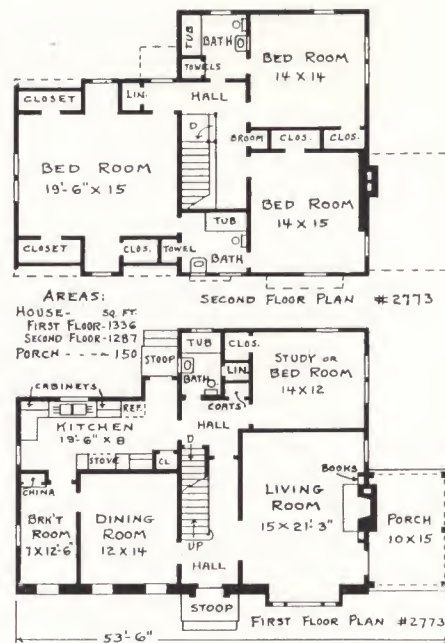 TUB
BATH
TOWELS
BED ROOM
14 X 14
CLOSET
LIN.
HALL
D
BROOM
CLOS.
CLOS.
BED ROOM
19'-6" X 15
BED ROOM
14 X 15
TUB
CLOSET
CLOS.
TOWEL
BATH
AREAS:
HOUSE- SQ. FT.
FIRST FLOOR-1336
SECOND FLOOR-1287
PORCH - - - - 150
SECOND FLOOR PLAN #2773
STOOP
TUB
CLOS.
BATH
LIN.
STUDY OR
BED ROOM
14 X 12
CABINETS
REF.
COATS
KITCHEN
19'-6" X 8
HALL
STOVE
CL.
D
CHINA
BOOKS
LIVING
ROOM
15 X 21'-3"
PORCH
10 X 15
BRK'T
ROOM
7 X 12'-6"
DINING
ROOM
12 X 14
UP
HALL
STOOP
FIRST FLOOR PLAN #2773
53'-6"